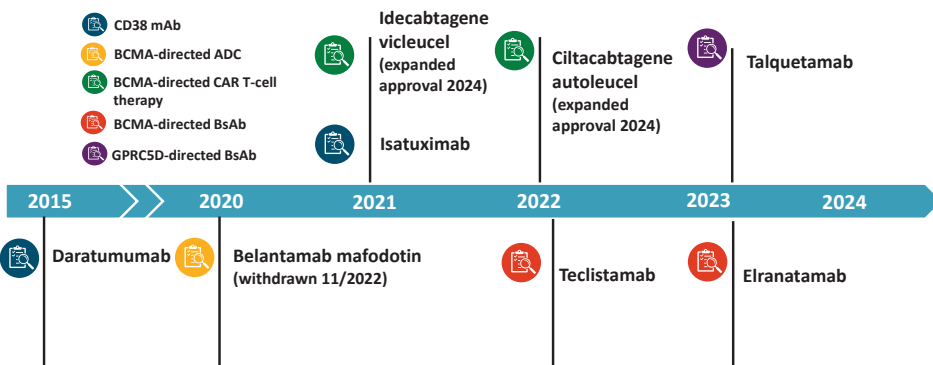 CD38 mAb
BCMA-directed ADC
BCMA-directed CAR T-cell
therapy
BCMA-directed BsAb
GPRC5D-directed BsAb
Idecabtagene
vicleucel
(expanded
approval 2024)
Isatuximab
Ciltacabtagene
autoleucel
(expanded
approval 2024)
Talquetamab
2015
2020
2021
2022
2023
2024
Daratumumab
Belantamab mafodotin
(withdrawn 11/2022)
Teclistamab
Elranatamab